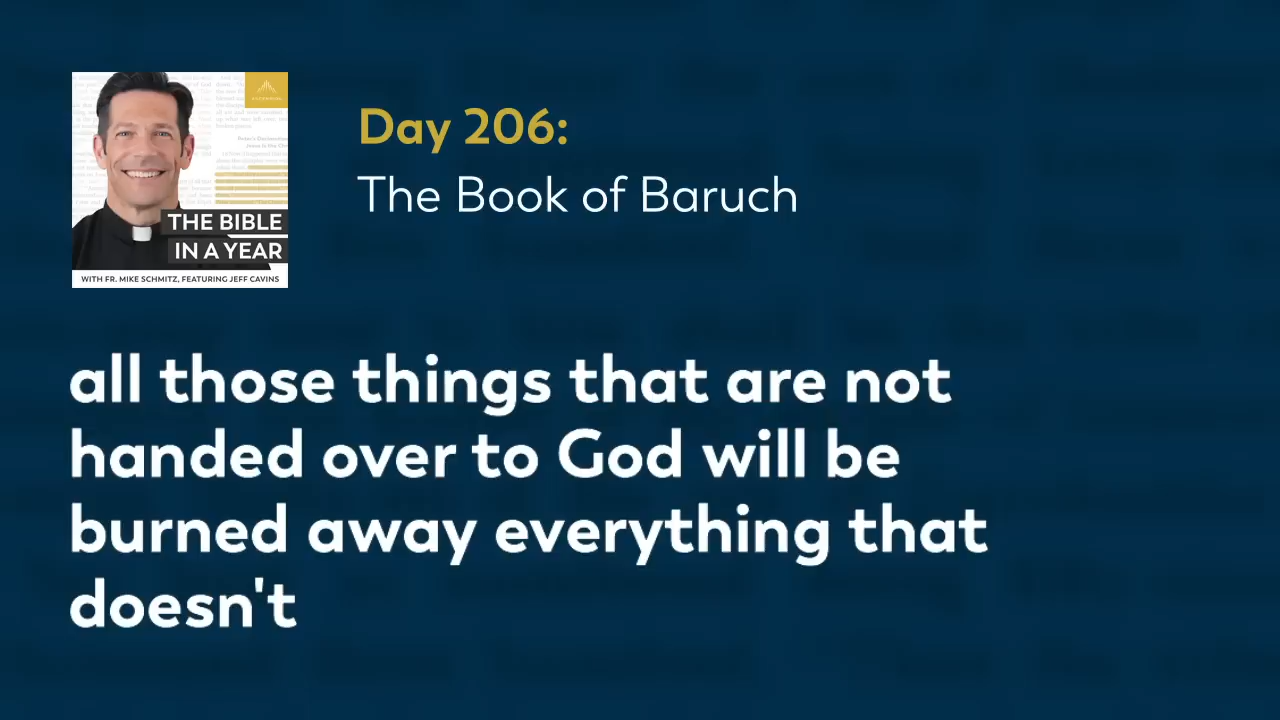 Day 206:
The Book of Baruch
THE BIBLE
IN A YEAR
WITH FR. MIKE SCHMITZ, FEATURING JEFF CAVINS
all those things that are not
handed over to God will be
burned away everything that
doesn't